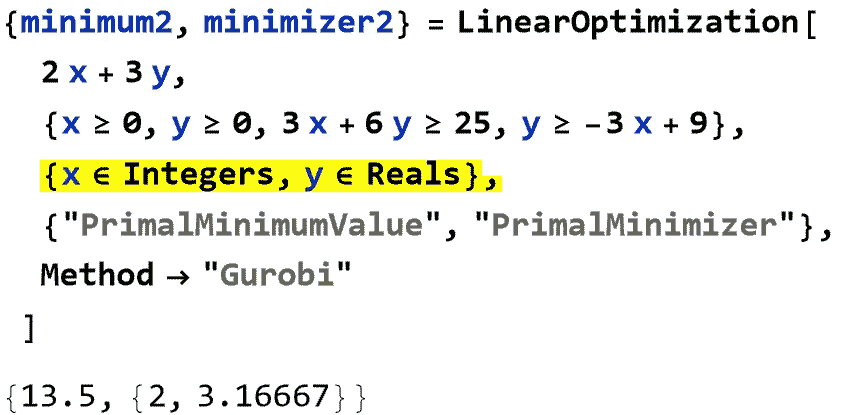 {minimum2, minimizer2} = LinearOptimization[
2 x + 3 y,
{x ≥ 0, y ≥ 0, 3 x + 6 y ≥ 25, y ≥ -3 x + 9},
{x ∈ Integers, y ∈ Reals},
{"PrimalMinimumValue", "PrimalMinimizer"},
Method → "Gurobi"
]
{13.5, {2, 3.16667}}